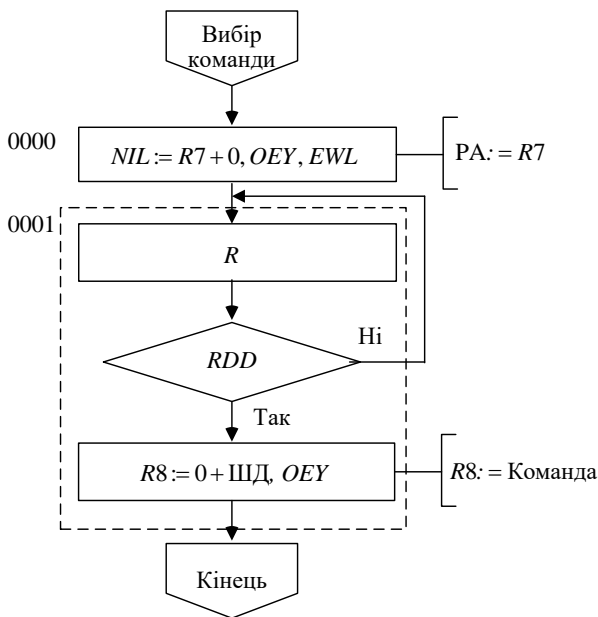 Вибір
команди
0000
NIL := R7 + 0, OEY, EWL
РА: = R7
0001
R
RDD
Ні
Так
R8 := 0 + ШД, OEY
R8: = Команда
Кінець